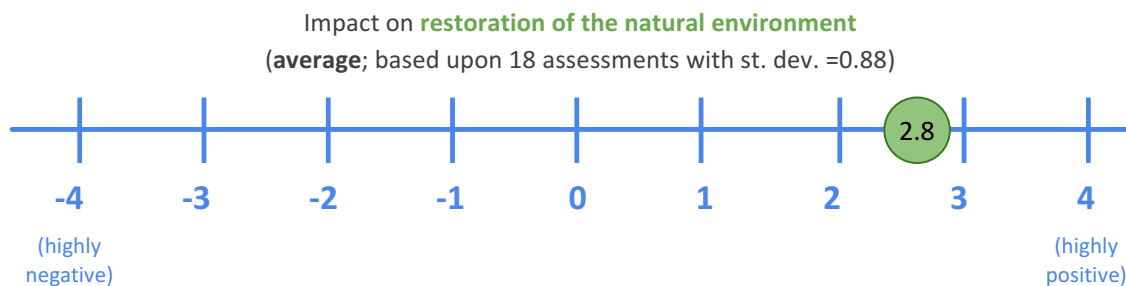 Impact on restoration of the natural environment
(average; based upon 18 assessments with st. dev. =0.88)
2.8
-4 -3 -2 -1 0 1 2 3 4
(highly negative) (highly positive)